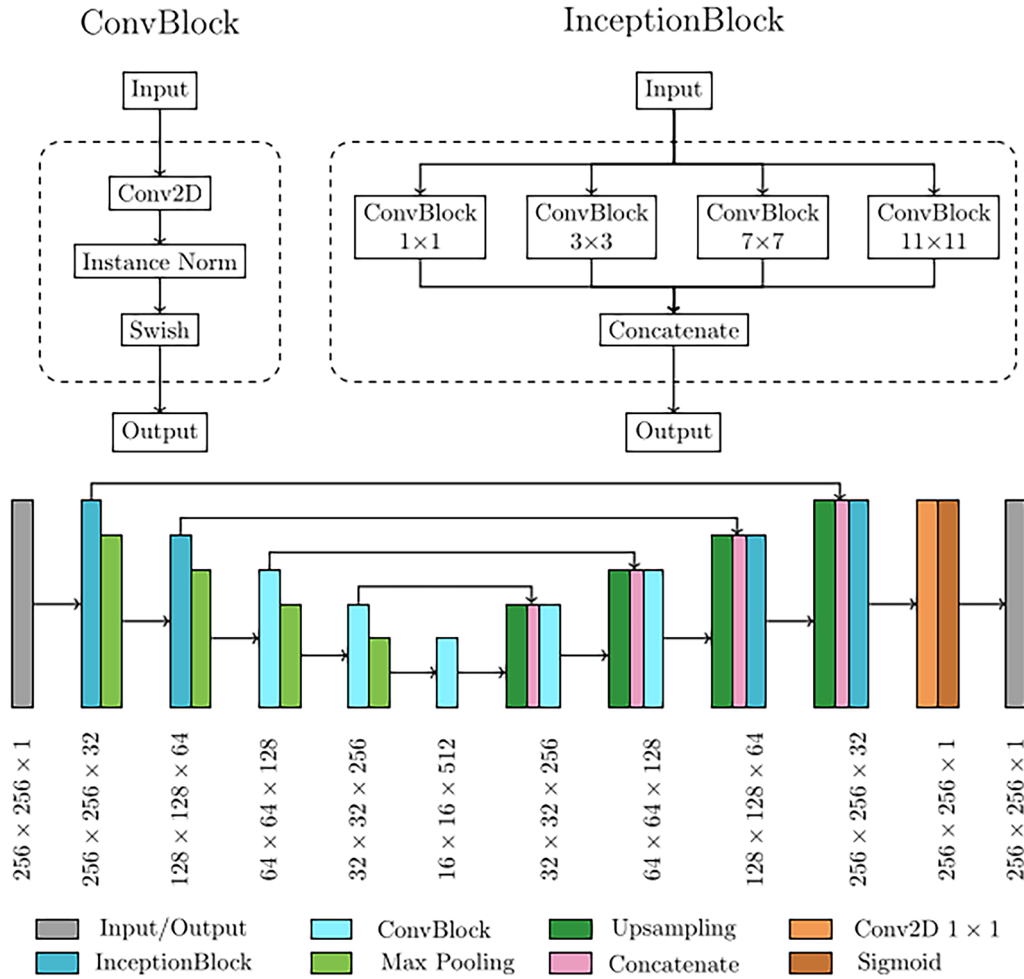 ConvBlock
InceptionBlock
Input
Conv2D
Instance Norm
Swish
Output
Input
ConvBlock
1×1
ConvBlock
3×3
ConvBlock
7×7
ConvBlock
11×11
Concatenate
Output
256 × 256 × 1
256 × 256 × 32
128 × 128 × 64
64 × 64 × 128
32 × 32 × 256
16 × 16 × 512
32 × 32 × 256
64 × 64 × 128
128 × 128 × 64
256 × 256 × 32
256 × 256 × 1
256 × 256 × 1
Input/Output
ConvBlock
Upsampling
Conv2D 1 × 1
InceptionBlock
Max Pooling
Concatenate
Sigmoid